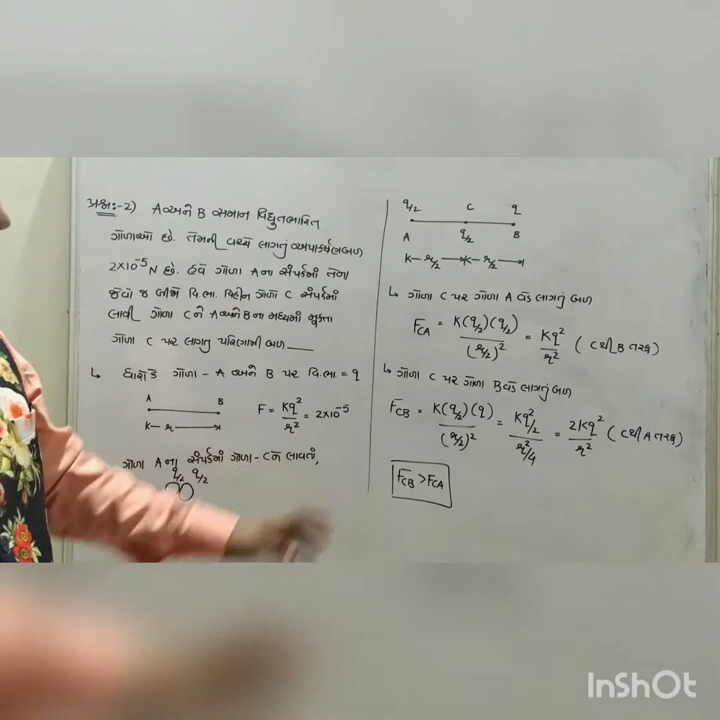 પ્રશ્ન:-2) A અને B સમાન વિદ્યુતભારિત
ગોળાઓ છે. તેમની વચ્ચે લાગતું અપાકર્ષણબળ
2×10⁻⁵ N છે. હવે ગોળા A ના સંપર્કમાં તેના
જેવો જ બીજો વિ.ભા. વિહીન ગોળા C સંપર્કમાં
લાવી ગોળા C ને A અને B ના મધ્યમાં મુકતા
ગોળા C પર લાગતુ પરિણામી બળ ____
↳ ધારોકે ગોળા - A અને B પર વિ.ભા = q
A B
K— r —⟶
F = Kq²/r² = 2×10⁻⁵
ગોળા A ના સંપર્કમાં ગોળા - C ને લાવતાં,
q/2 q/2
q/2 C q
A q/2 B
K— r/2 —⟶K— r/2 —⟶
↳ ગોળા C પર ગોળા A વડે લાગતું બળ
F_CA = K(q/2)(q/2)/(r/2)² = Kq²/r² (C થી B તરફ)
↳ ગોળા C પર ગોળા B વડે લાગતું બળ
F_CB = K(q/2)(q)/(r/2)² = Kq²/2/r²/4 = 2Kq²/r² (C થી A તરફ)
F_CB > F_CA
InShOt